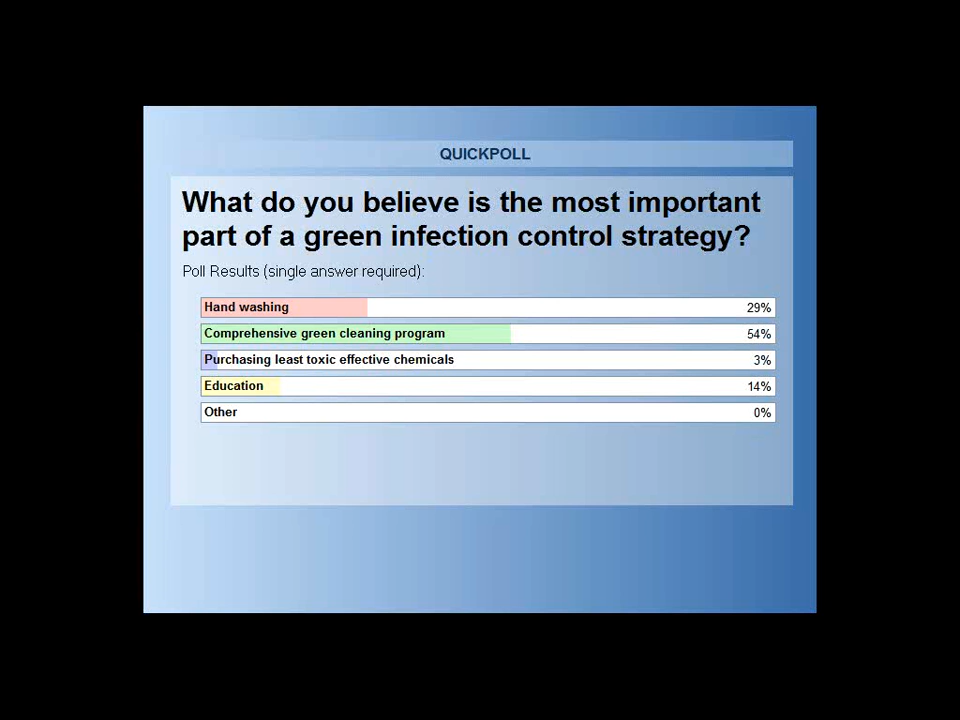 QUICKPOLL
What do you believe is the most important
part of a green infection control strategy?
Poll Results (single answer required):
Hand washing 29%
Comprehensive green cleaning program 54%
Purchasing least toxic effective chemicals 3%
Education 14%
Other 0%